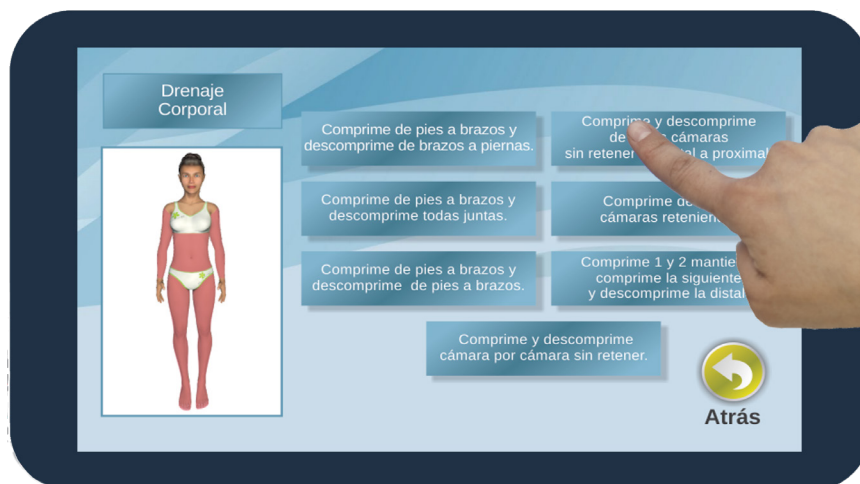 Drenaje
Corporal
Comprime de pies a brazos y
descomprime de brazos a piernas.
Comprime y descomprime
de cámaras
sin retener a proximal
Comprime de pies a brazos y
descomprime todas juntas.
Comprime
cámaras
Comprime de pies a brazos y
descomprime de pies a brazos.
Comprime 1 y 2
comprime la siguiente
y descomprime la distal
Comprime y descomprime
cámara por cámara sin retener.
Atrás